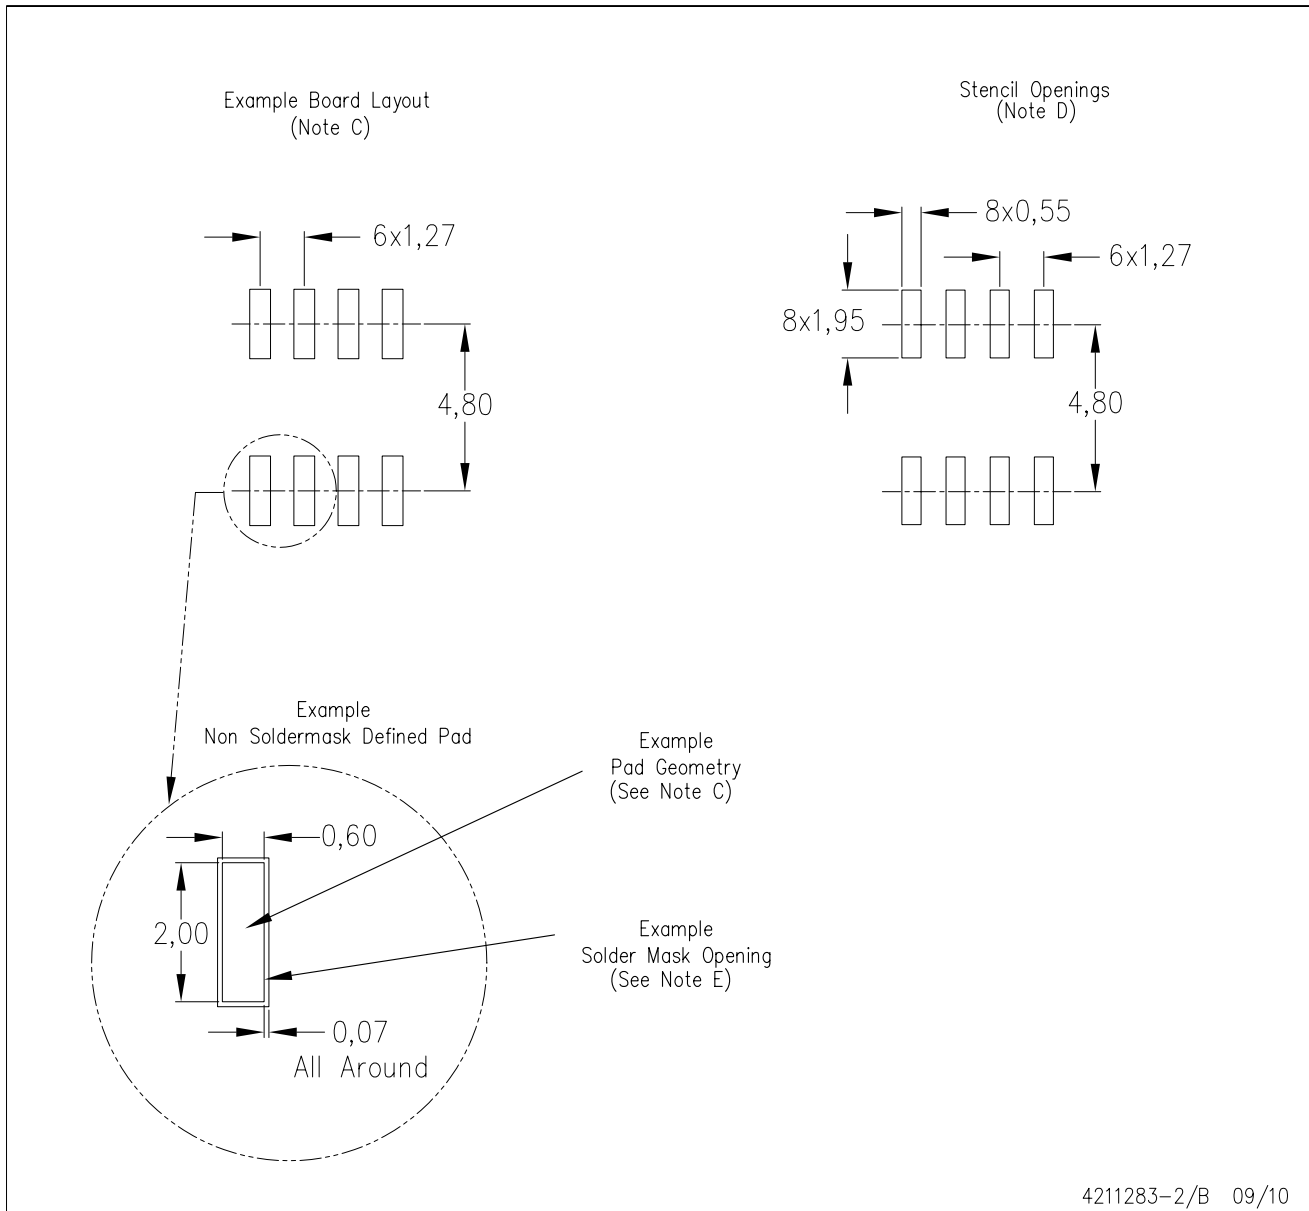 Example Board Layout
(Note C)
Stencil Openings
(Note D)
6x1,27
4,80
8x0,55
6x1,27
8x1,95
4,80
Example
Non Soldermask Defined Pad
Example
Pad Geometry
(See Note C)
0,60
2,00
Example
Solder Mask Opening
(See Note E)
0,07
All Around
4211283-2/B 09/10